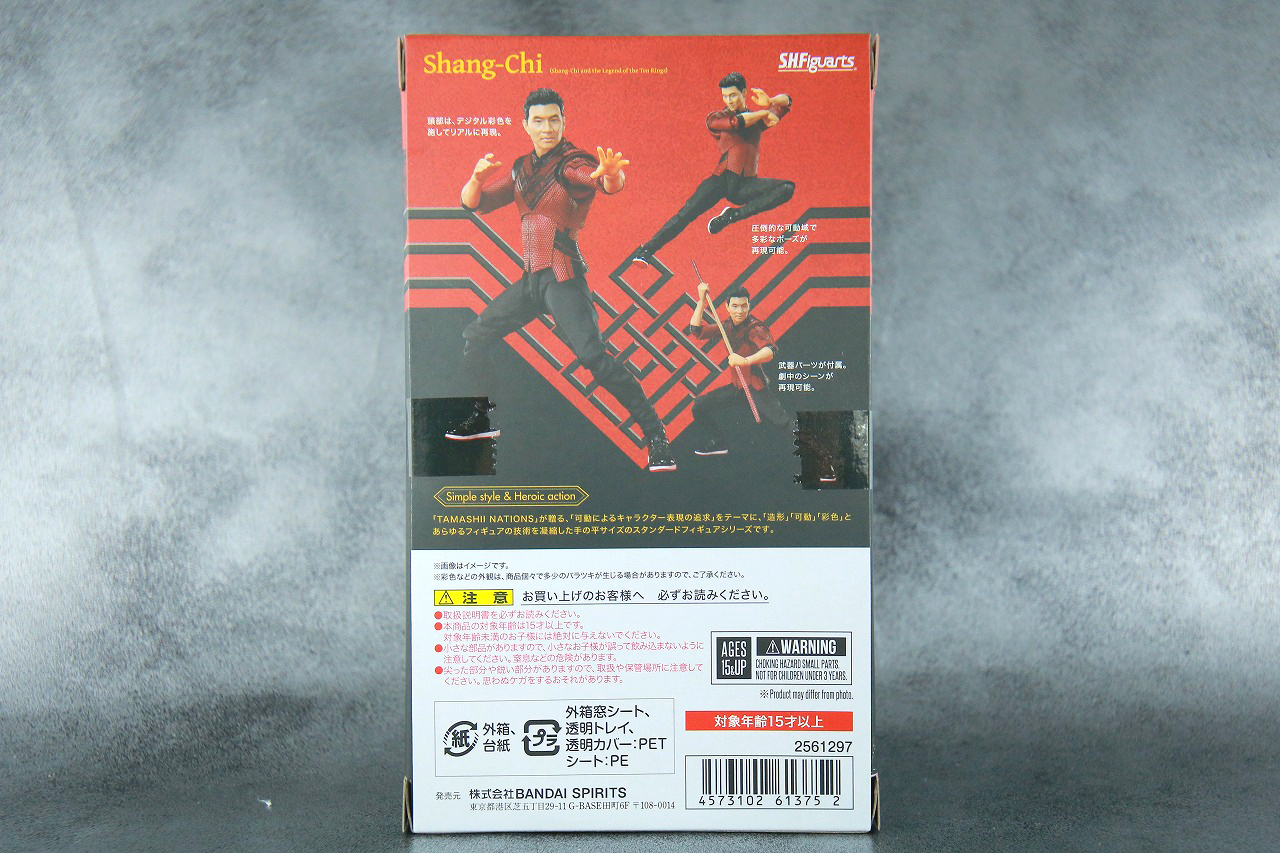 Shang-Chi (Shang-Chi and the Legend of the Ten Rings)
S.H.Figuarts
頭部は、デジタル彩色を
施してリアルに再現。
圧倒的な可動域で
多彩なポーズが
再現可能。
武器パーツが付属。
劇中のシーンが
再現可能。
Simple style & Heroic action
「TAMASHII NATIONS」が贈る、「可動によるキャラクター表現の追求」をテーマに、「造形」「可動」「彩色」と
あらゆるフィギュアの技術を凝縮した手の平サイズのスタンダードフィギュアシリーズです。
※画像はイメージです。
※彩色などの外観は、商品個々で多少のバラツキが生じる場合がありますので、ご了承ください。
注意 お買い上げのお客様へ 必ずお読みください。
●取扱説明書を必ずお読みください。
●本商品の対象年齢は15才以上です。
対象年齢未満のお子様には絶対に与えないでください。
●小さな部品がありますので、小さなお子様が誤って飲み込まないように
注意してください。窒息などの危険があります。
●尖った部分や鋭い部分がありますので、取扱や保管場所に注意して
ください。思わぬケガをするおそれがあります。
AGES
15&UP
WARNING
CHOKING HAZARD SMALL PARTS.
NOT FOR CHILDREN UNDER 3 YEARS.
※ Product may differ from photo.
紙 外箱、
台紙
プラ 外箱窓シート、
透明トレイ、
透明カバー:PET
シート:PE
対象年齢15才以上
2561297
4573102 61375 2
発売元 株式会社BANDAI SPIRITS
東京都港区芝五丁目29-11 G-BASE田町6F 〒108-0014